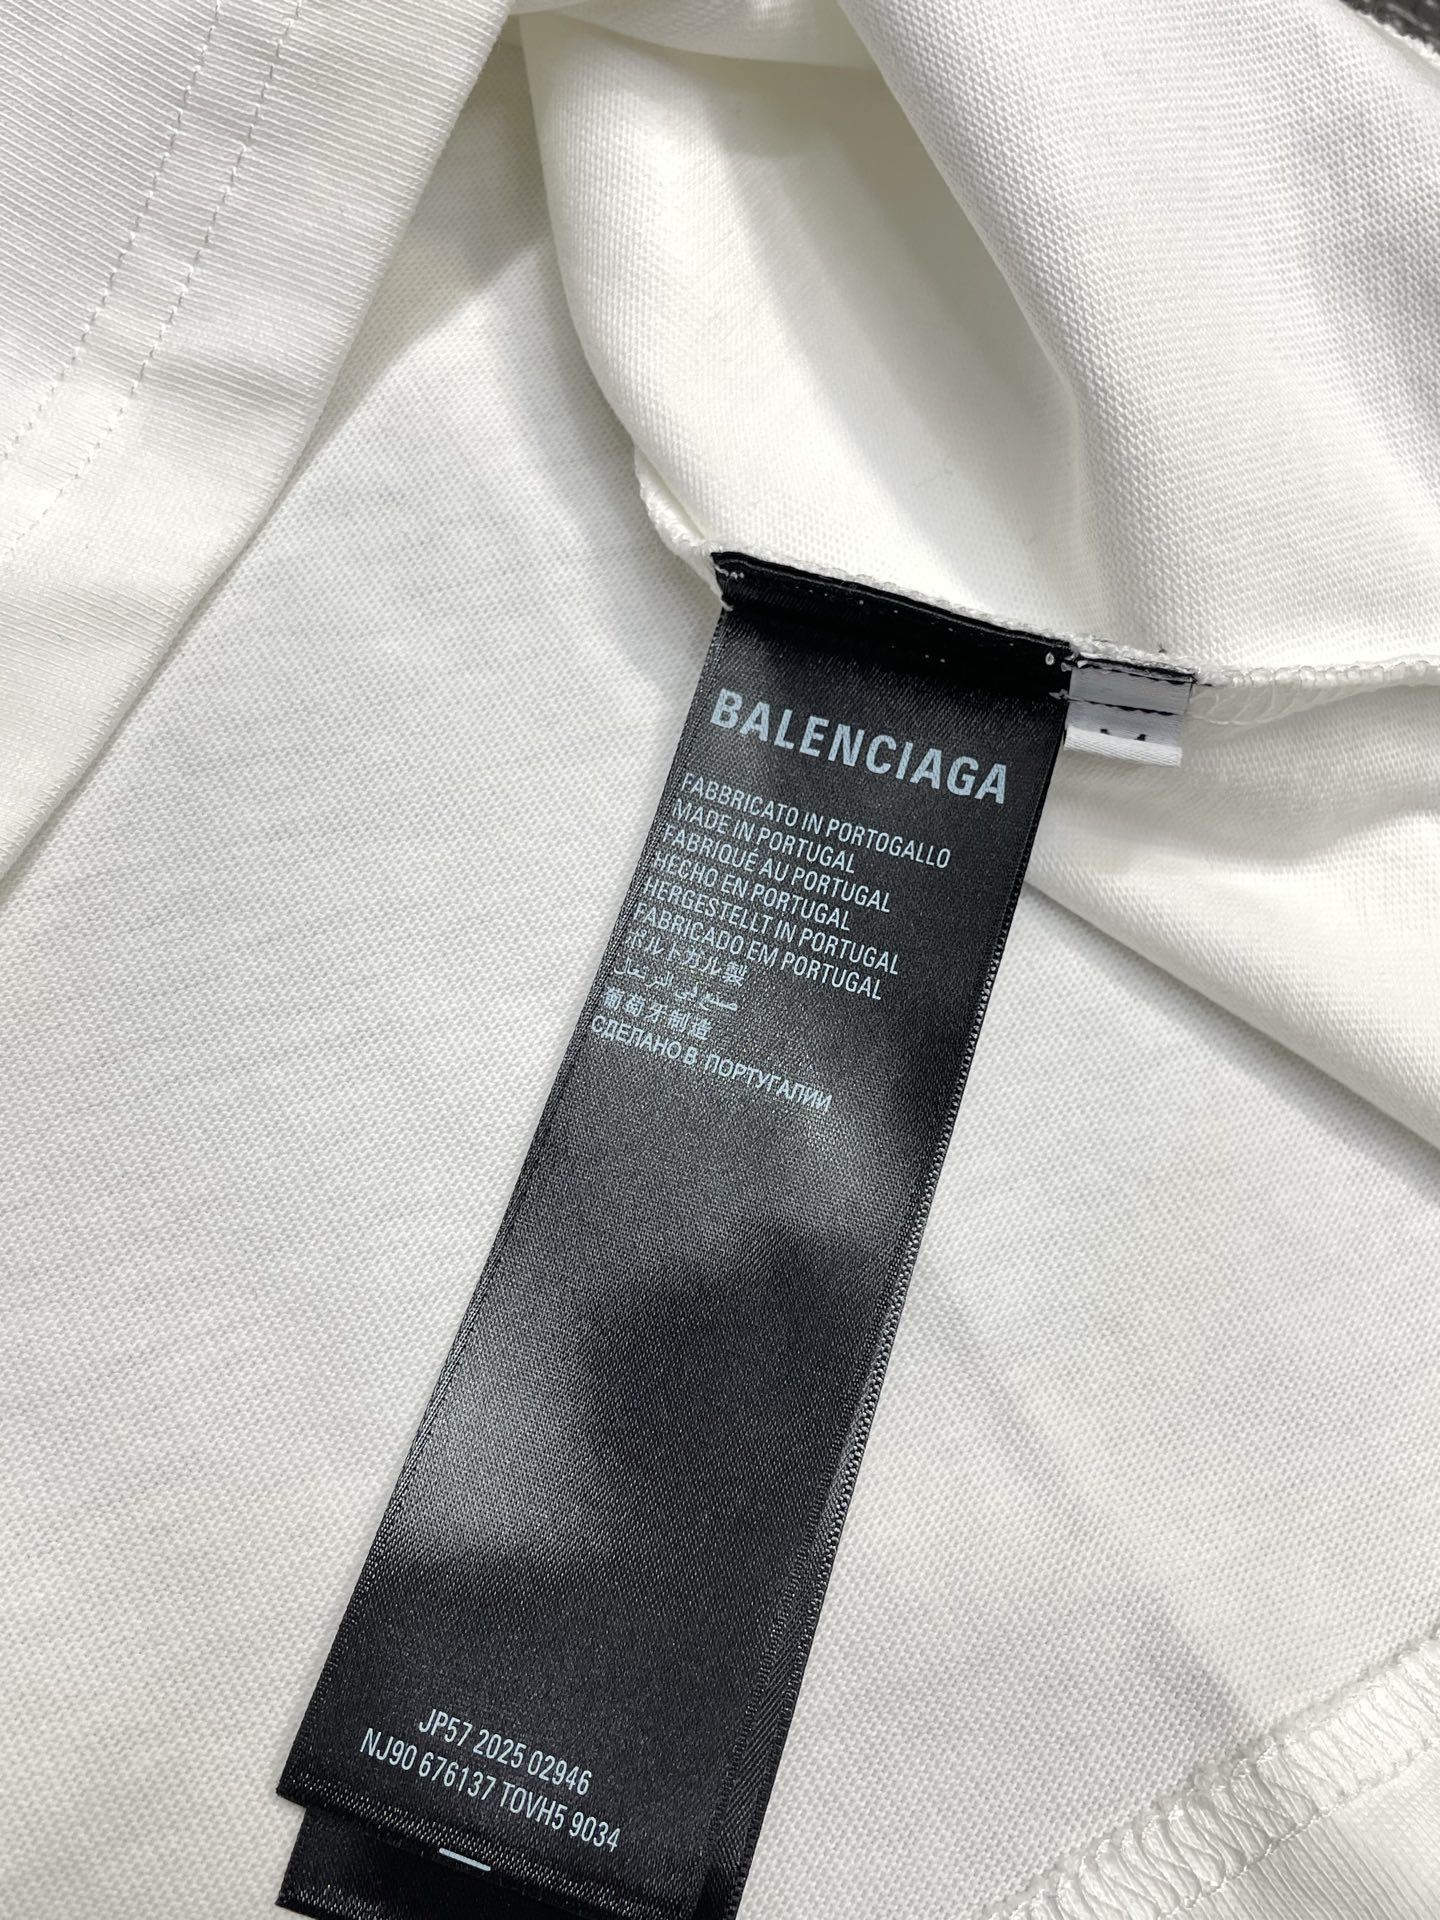 BALENCIAGA
FABBRICATO IN PORTOGALLO
MADE IN PORTUGAL
FABRIQUÉ AU PORTUGAL
HECHO EN PORTUGAL
HERGESTELLT IN PORTUGAL
FABRICADO EM PORTUGAL
ポルトガル製
صنع في البرتغال
葡萄牙制造
СДЕЛАНО В ПОРТУГАЛИИ
JP57 2025 02946
NJ90 676137 TOVH5 9034